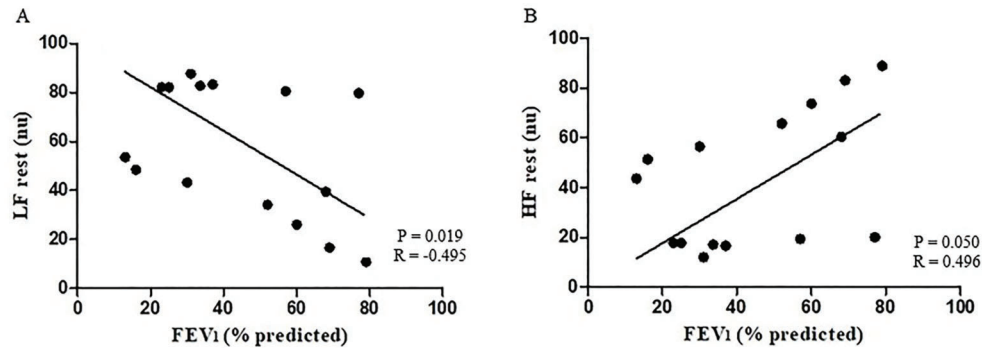 A
100
80
60
40
20
0
LF rest (nu)
0 20 40 60 80 100
FEV1 (% predicted)
P = 0.019
R = -0.495
B
100
80
60
40
20
0
HF rest (nu)
0 20 40 60 80 100
FEV1 (% predicted)
P = 0.050
R = 0.496